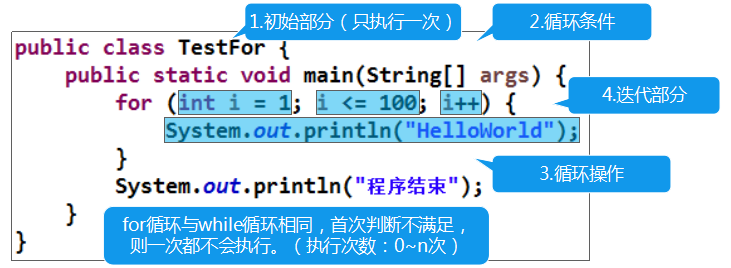 1.初始部分（只执行一次）
2.循环条件
public class TestFor {
public static void main(String[] args) {
for (int i = 1; i <= 100; i++) {
4.迭代部分
System.out.println("HelloWorld");
}
3.循环操作
System.out.println("程序结束");
}
for循环与while循环相同，首次判断不满足，
则一次都不会执行。（执行次数：0~n次）
}